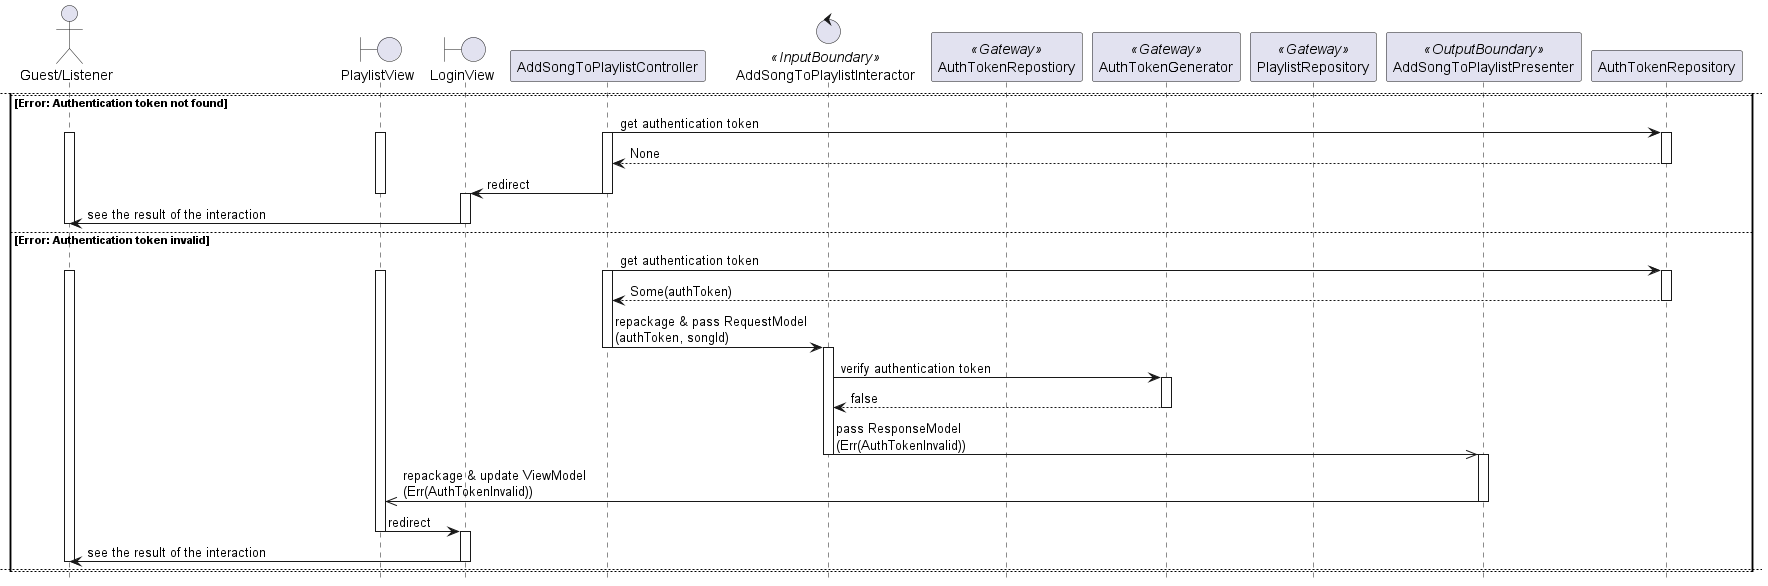 Guest/Listener
PlaylistView
LoginView
AddSongToPlaylistController
«InputBoundary»
AddSongToPlaylistInteractor
«Gateway»
AuthTokenRepostiory
«Gateway»
AuthTokenGenerator
«Gateway»
PlaylistRepository
«OutputBoundary»
AddSongToPlaylistPresenter
AuthTokenRepository
[Error: Authentication token not found]
get authentication token
None
redirect
see the result of the interaction
[Error: Authentication token invalid]
get authentication token
Some(authToken)
repackage & pass RequestModel
(authToken, songId)
verify authentication token
false
pass ResponseModel
(Err(AuthTokenInvalid))
repackage & update ViewModel
(Err(AuthTokenInvalid))
redirect
see the result of the interaction